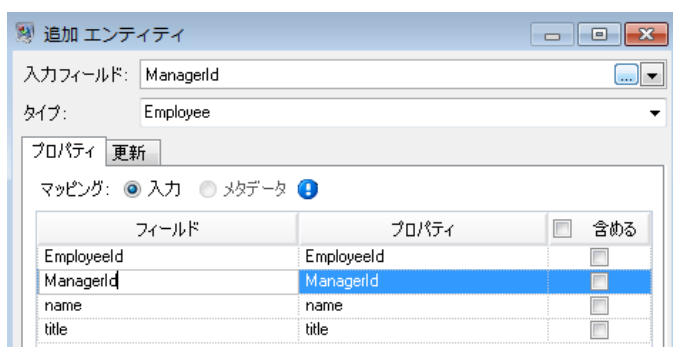 追加 エンティティ
入力フィールド: ManagerId ...
タイプ: Employee
プロパティ 更新
マッピング: 入力 メタデータ
フィールド プロパティ 含める
EmployeeId EmployeeId
ManagerId ManagerId
name name
title title